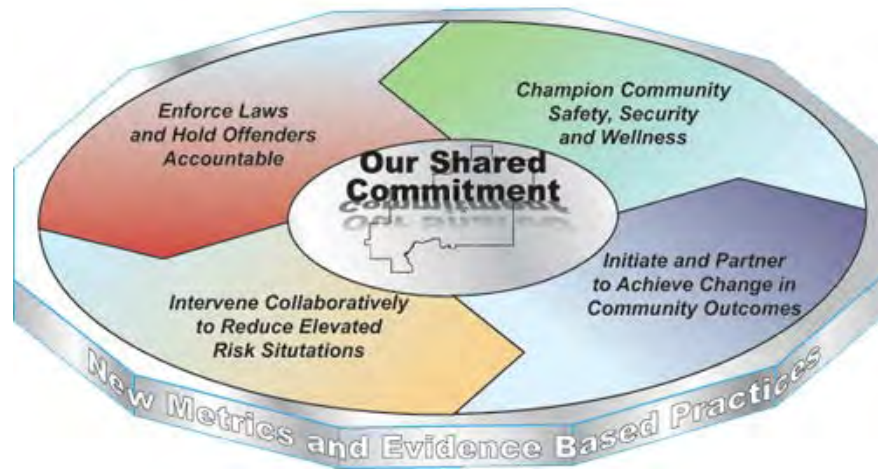 Enforce Laws
and Hold Offenders
Accountable
Champion Community
Safety, Security
and Wellness
Our Shared
Commitment
Initiate and Partner
to Achieve Change in
Community Outcomes
Intervene Collaboratively
to Reduce Elevated
Risk Situtations
New Metrics and Evidence Based Practices